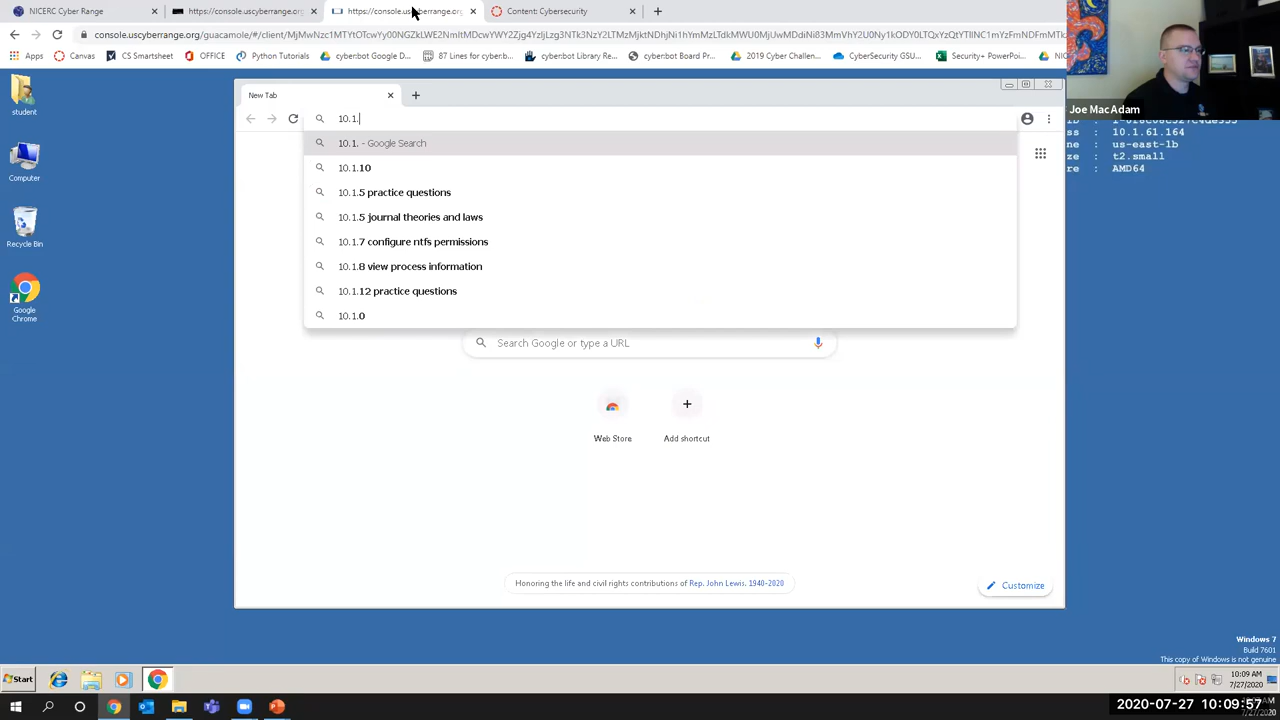 NICERC Cyber Range
https://console.uscyberrange.org
https://console.uscyberrange.org
Content: Cybersecurity
Apps
Canvas
CS Smartsheet
OFFICE
Python Tutorials
cyber.bot Google D...
87 Lines for cyber.b...
cyber.bot Library Re...
cyber.bot Board Pr...
2019 Cyber Challen...
CyberSecurity GSU...
Security+ PowerPoi...
Joe MacAdam
student
Computer
Recycle Bin
Google
Chrome
New Tab
10.1.
10.1. - Google Search
10.1.10
10.1.5 practice questions
10.1.5 journal theories and laws
10.1.7 configure ntfs permissions
10.1.8 view process information
10.1.12 practice questions
10.1.0
: 10.1.61.164
: us-east-1b
: t2.small
: AMD64
Search Google or type a URL
Web Store
Add shortcut
Honoring the life and civil rights contributions of Rep. John Lewis. 1940-2020
Customize
Windows 7
Build 7601
This copy of Windows is not genuine
Start
10:09 AM
7/27/2020
2020-07-27 10:09:57